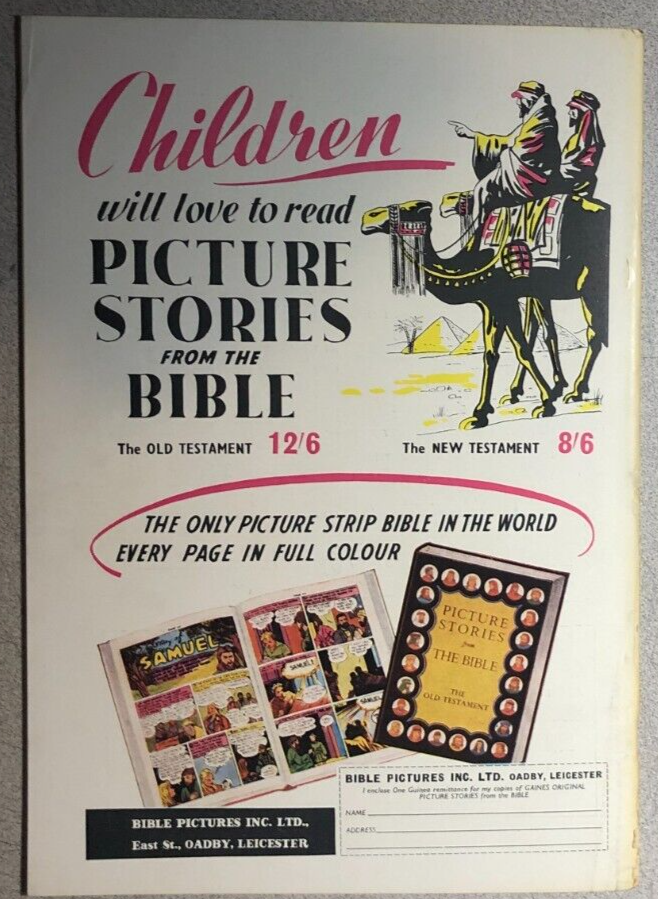 Children
will love to read
PICTURE
STORIES
FROM THE
BIBLE
The OLD TESTAMENT 12/6
The NEW TESTAMENT 8/6
THE ONLY PICTURE STRIP BIBLE IN THE WORLD
EVERY PAGE IN FULL COLOUR
SAMUEL
SAMUEL!
PICTURE
STORIES
from
THE BIBLE
THE
OLD TESTAMENT
BIBLE PICTURES INC. LTD.,
East St., OADBY, LEICESTER
BIBLE PICTURES INC. LTD. OADBY, LEICESTER
I enclose One Guinea remittance for my copies of GAINES ORIGINAL
PICTURE STORIES from the BIBLE
NAME
ADDRESS